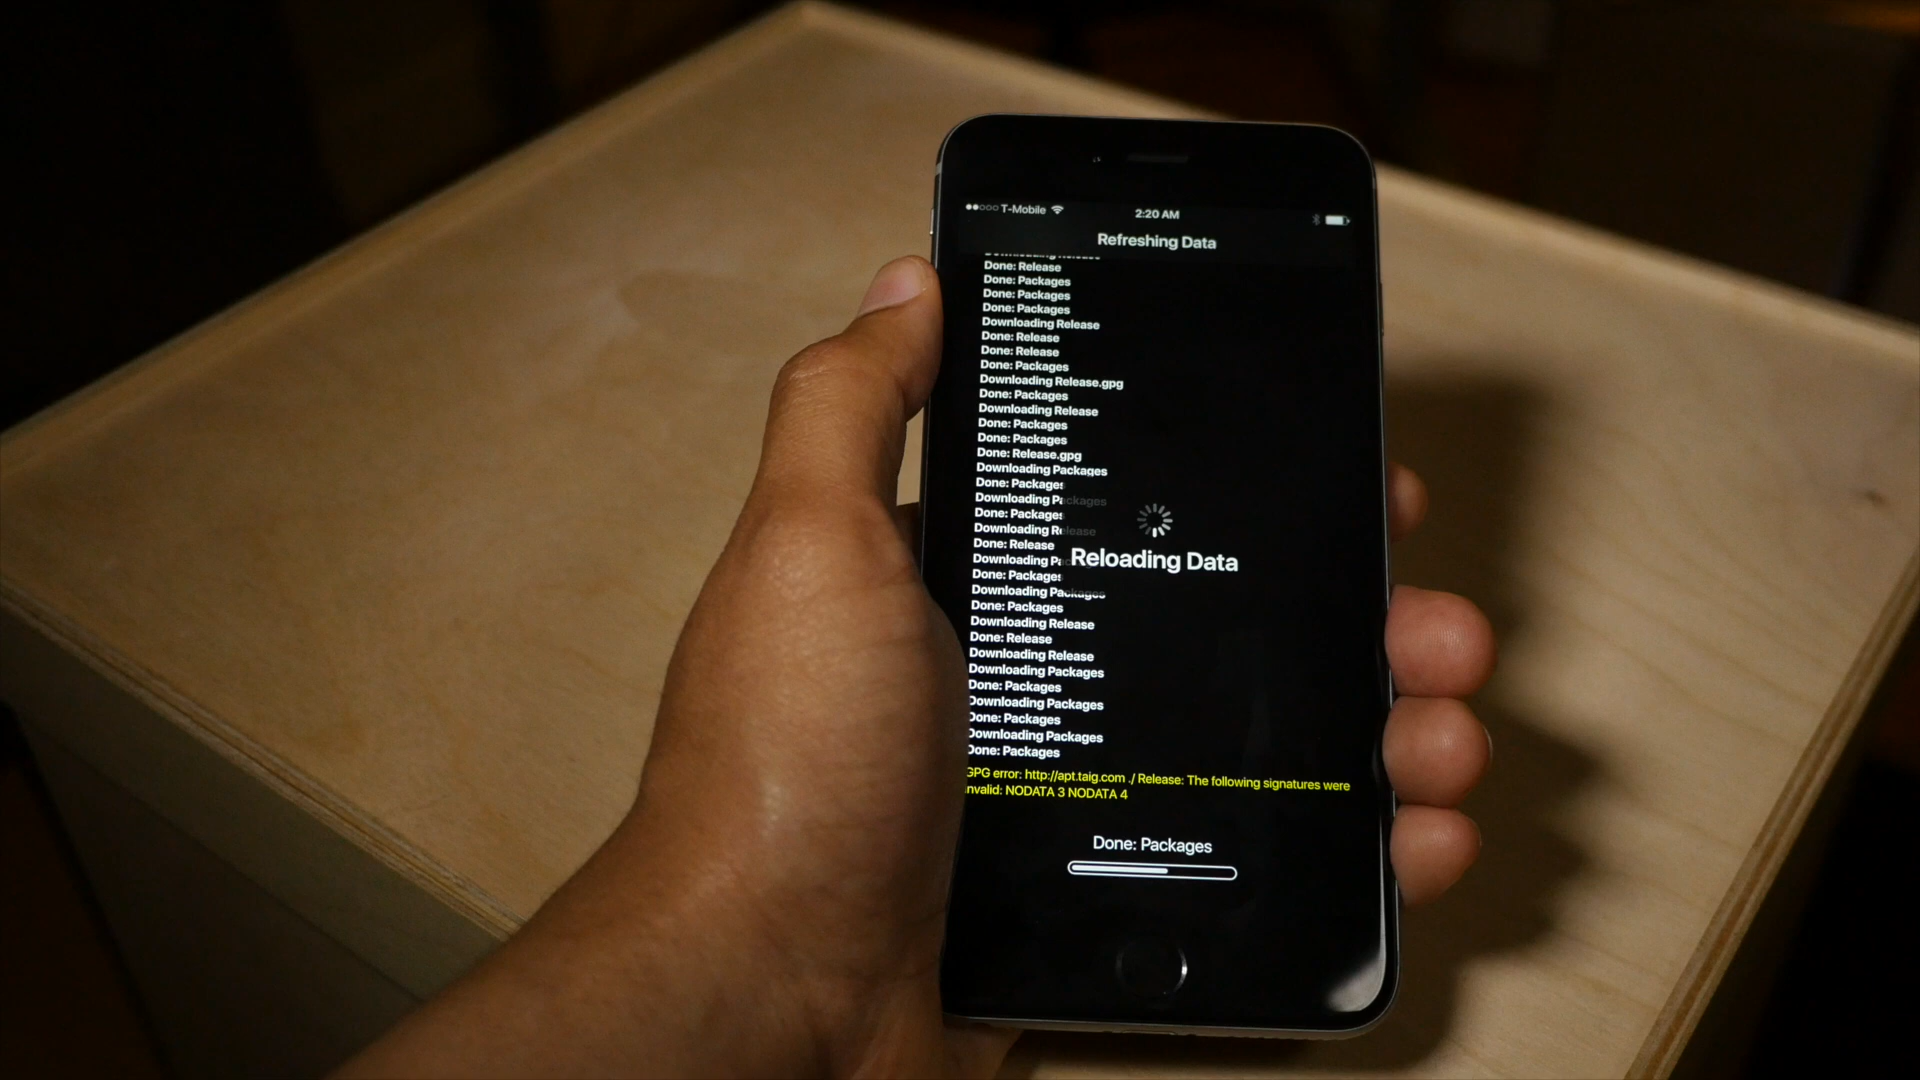 T-Mobile
2:20 AM
Refreshing Data
Downloading Release
Done: Release
Done: Packages
Done: Packages
Done: Packages
Downloading Release
Done: Release
Done: Release
Done: Packages
Downloading Release.gpg
Done: Packages
Downloading Release
Done: Packages
Done: Packages
Done: Release.gpg
Downloading Packages
Done: Packages
Downloading Packages
Done: Packages
Downloading Release
Done: Release
Downloading Packages
Done: Packages
Downloading Packages
Done: Packages
Downloading Release
Done: Release
Downloading Release
Downloading Packages
Done: Packages
Downloading Packages
Done: Packages
Downloading Packages
Done: Packages
Reloading Data
GPG error: http://apt.taig.com ./ Release: The following signatures were
invalid: NODATA 3 NODATA 4
Done: Packages